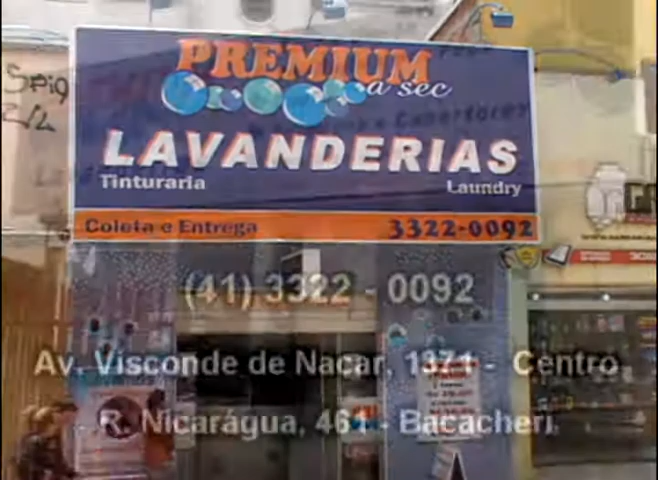 Spig
PREMIUM
a sec
LAVANDERIAS
Tinturaria Laundry
Coleta e Entrega 3322-0092
(41) 3322 - 0092
Av. Visconde de Nacar, 1371 - Centro
R. Nicarágua, 461 - Bacacheri